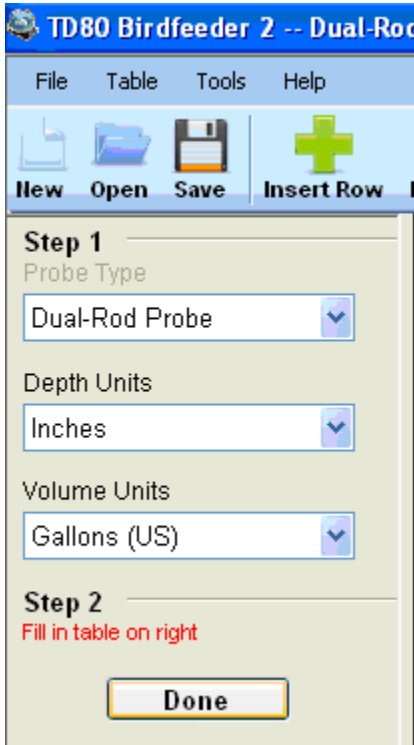 TD80 Birdfeeder 2 -- Dual-Rod
File Table Tools Help
New Open Save Insert Row
Step 1
Probe Type
Dual-Rod Probe
Depth Units
Inches
Volume Units
Gallons (US)
Step 2
Fill in table on right
Done